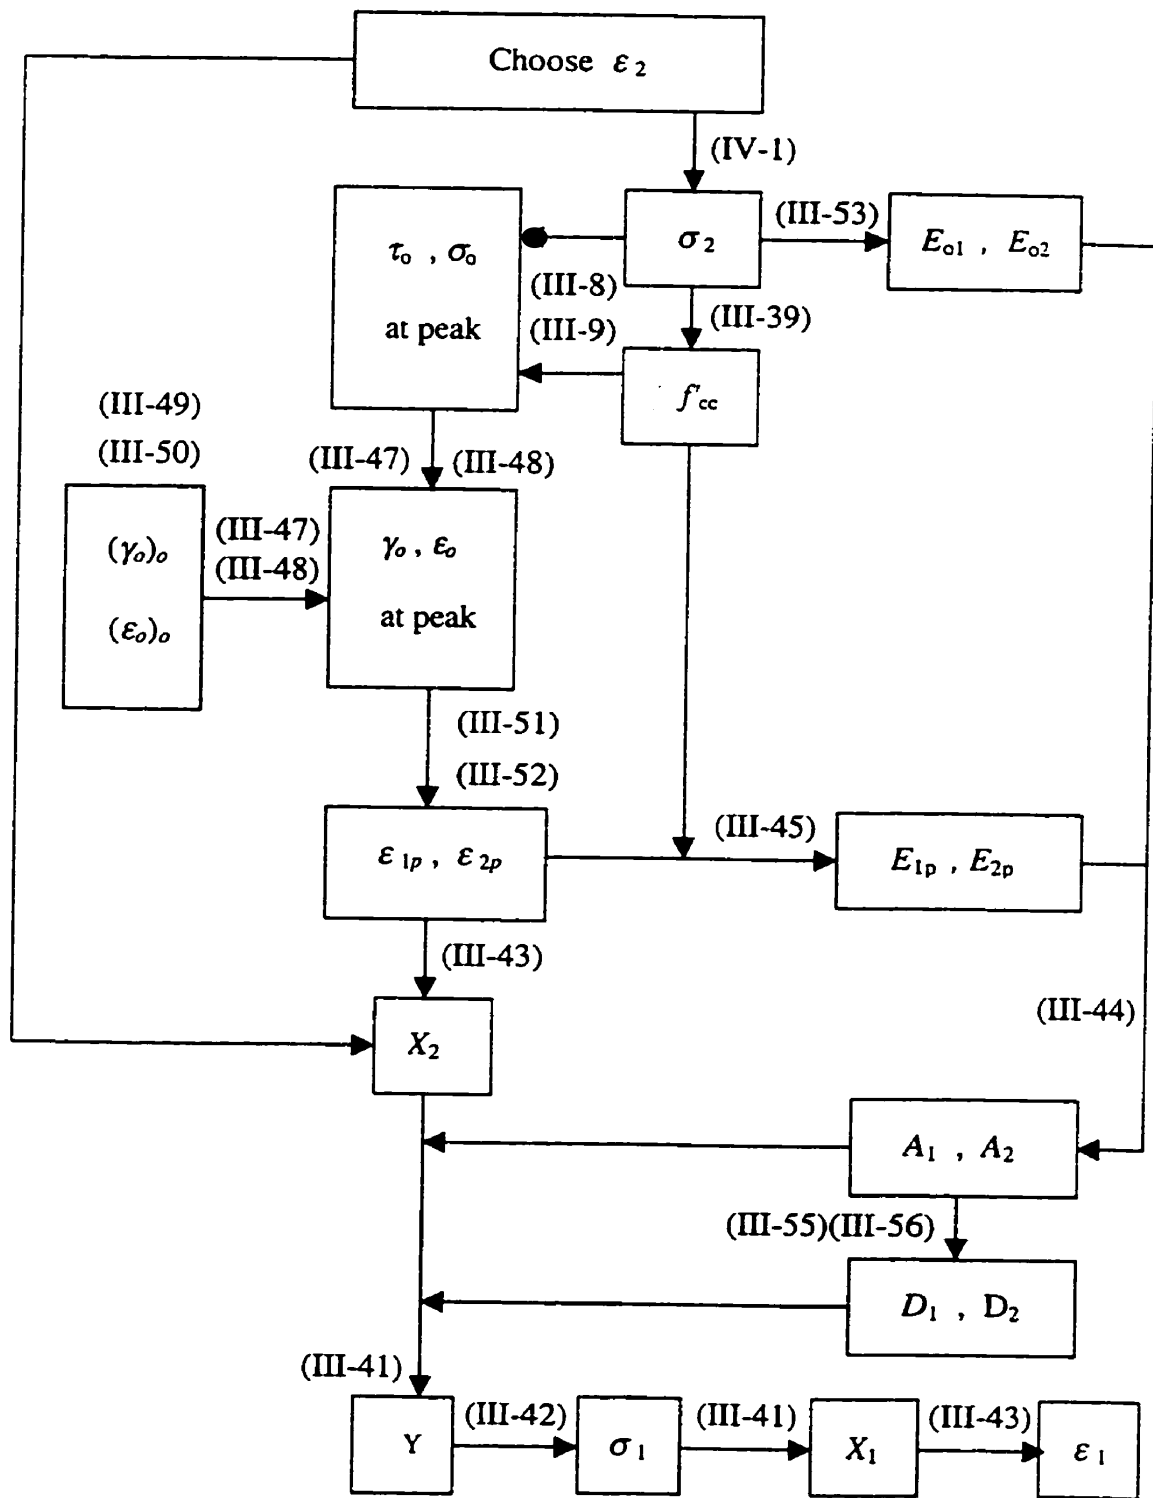 Choose ε₂
(IV-1)
σ₂
(III-53)
E₀₁ , E₀₂
τₒ , σₒ
at peak
(III-8)
(III-9)
(III-39)
f'cc
(III-49)
(III-50)
(III-47)
(III-48)
(γₒ)ₒ
(εₒ)ₒ
(III-47)
(III-48)
γₒ , εₒ
at peak
(III-51)
(III-52)
ε₁ₚ , ε₂ₚ
(III-45)
E₁ₚ , E₂ₚ
(III-43)
X₂
(III-44)
A₁ , A₂
(III-55)(III-56)
D₁ , D₂
(III-41)
Y
(III-42)
σ₁
(III-41)
X₁
(III-43)
ε₁